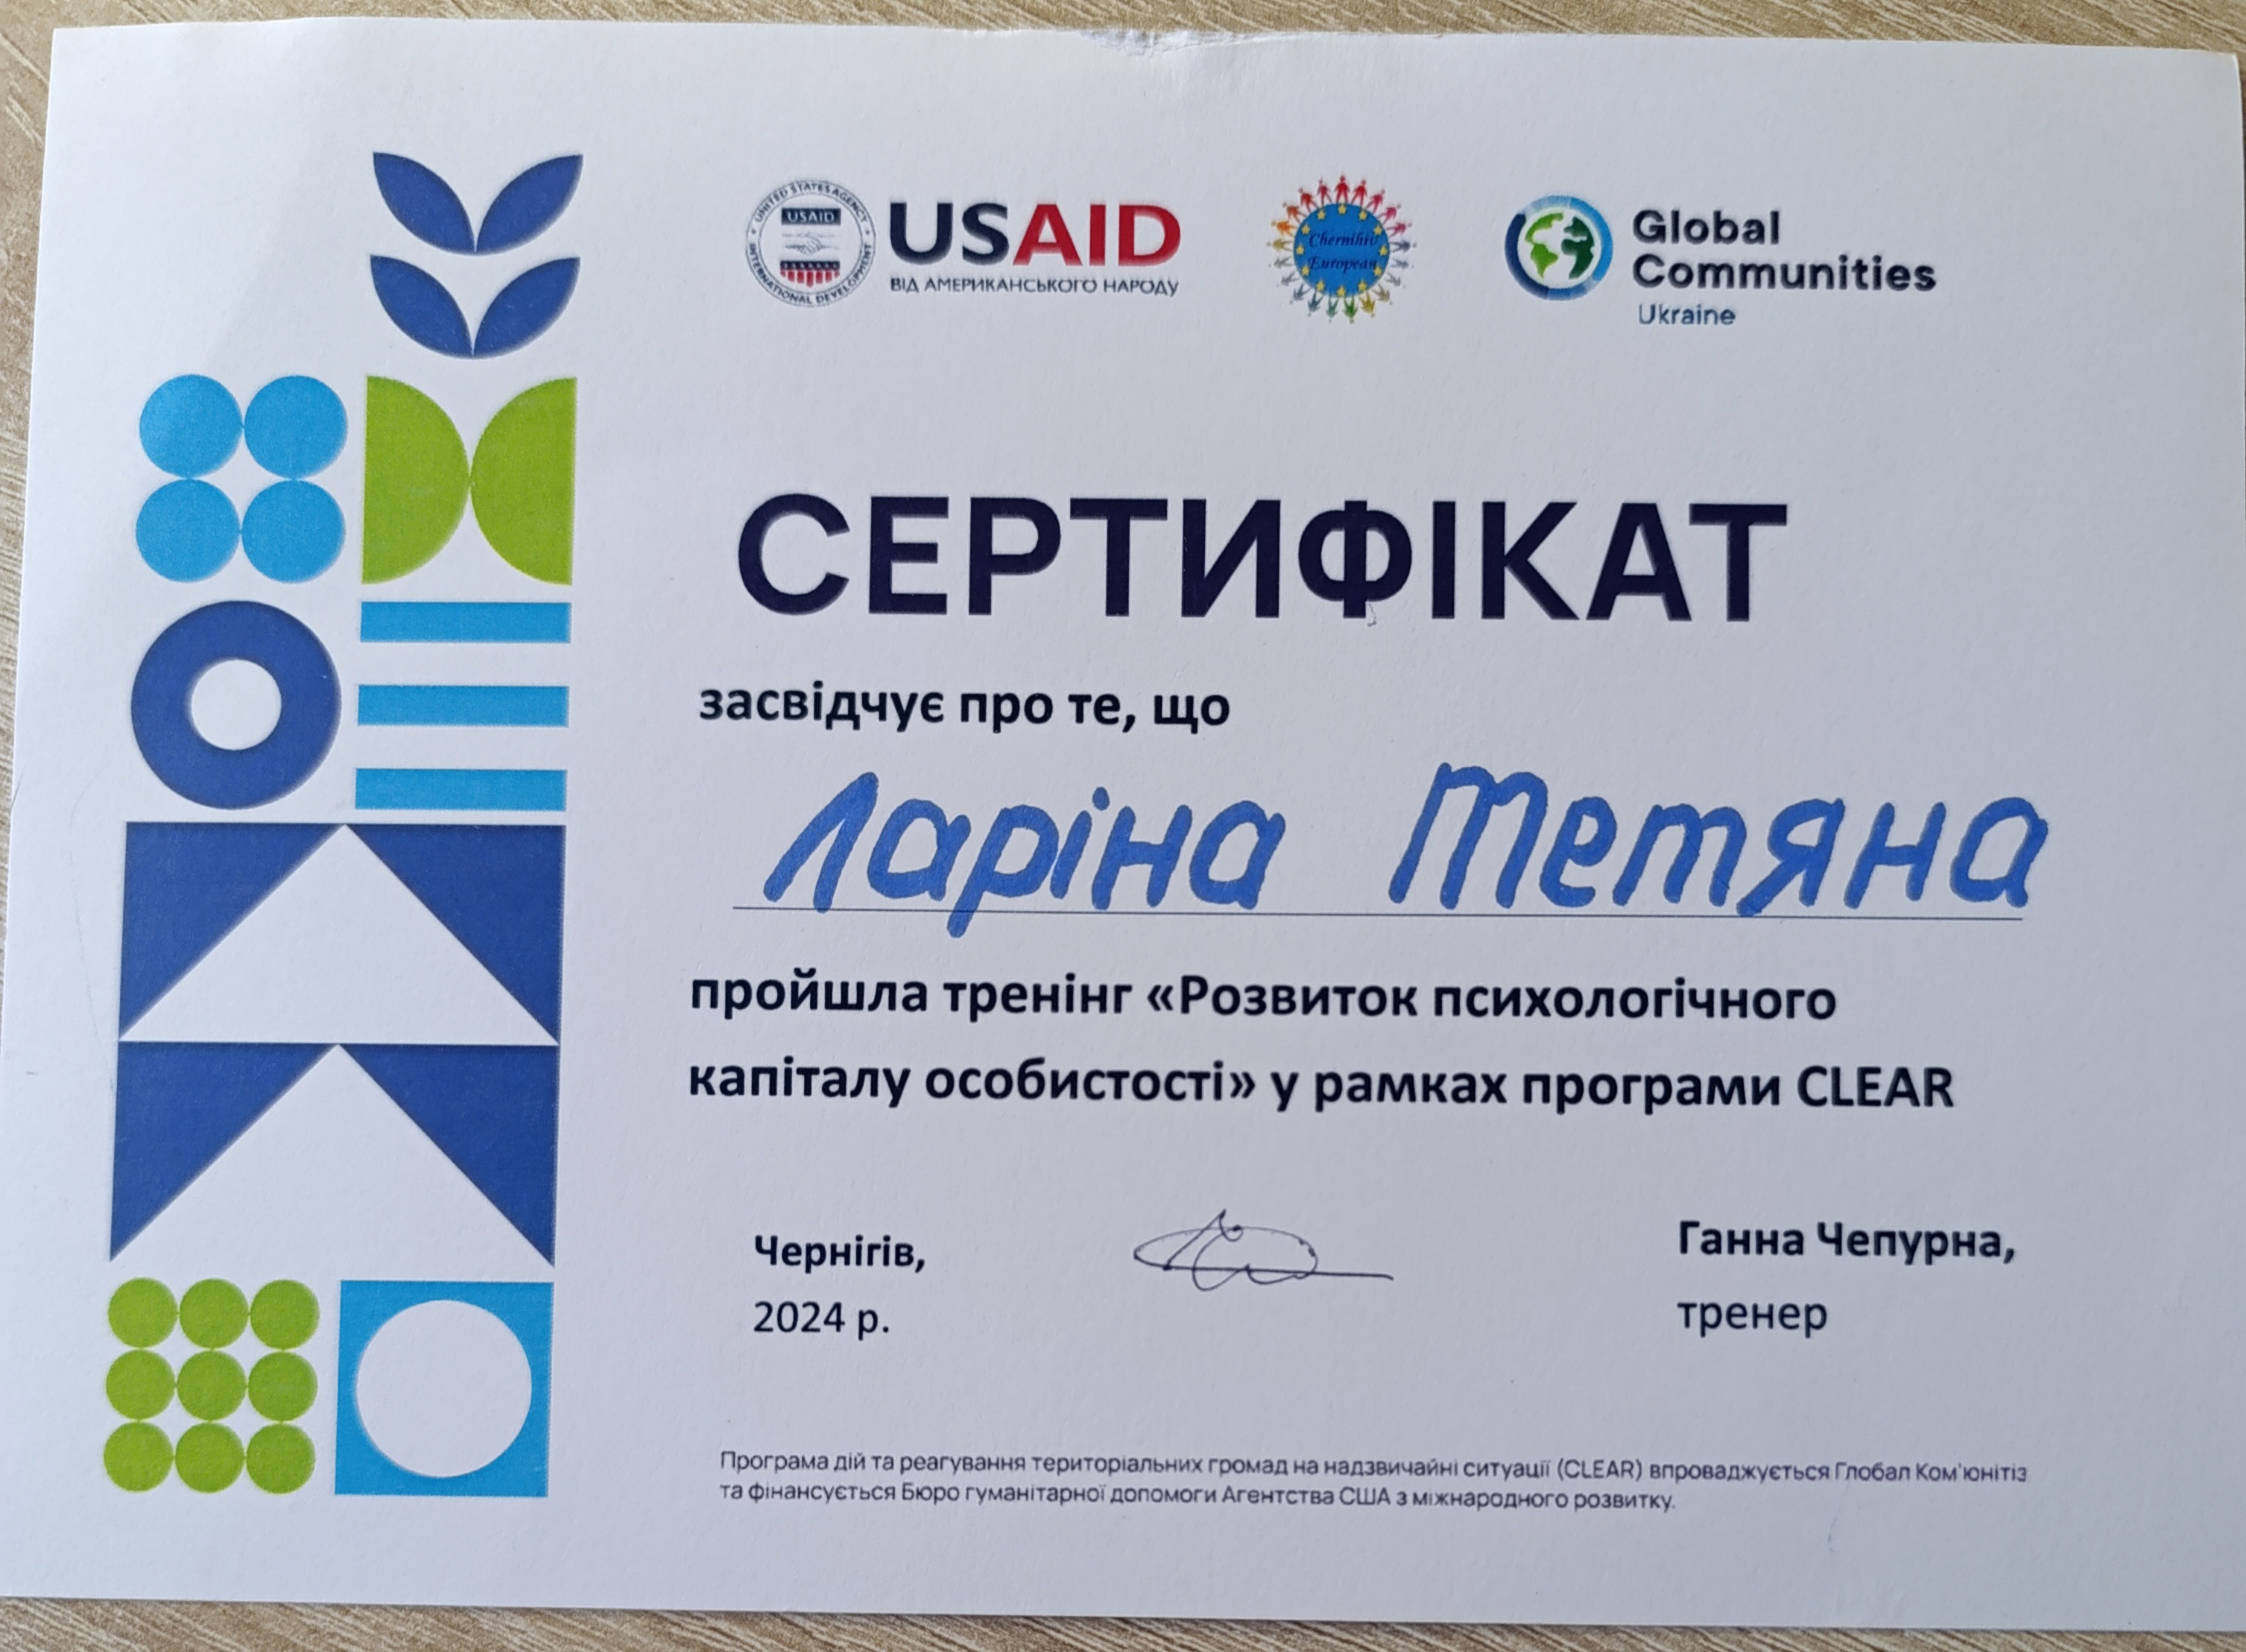 UNITED STATES AGENCY
INTERNATIONAL DEVELOPMENT
USAID
USAID
ВІД АМЕРИКАНСЬКОГО НАРОДУ
Chernihiv
European
Global
Communities
Ukraine
СЕРТИФІКАТ
засвідчує про те, що
Ларіна Тетяна
пройшла тренінг «Розвиток психологічного
капіталу особистості» у рамках програми CLEAR
Чернігів,
2024 р.
Ганна Чепурна,
тренер
Програма дій та реагування територіальних громад на надзвичайні ситуації (CLEAR) впроваджується Глобал Ком'юнітіз
та фінансується Бюро гуманітарної допомоги Агентства США з міжнародного розвитку.